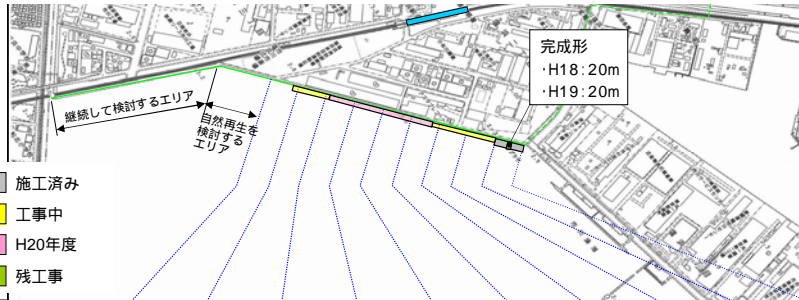 完成形
・H18：20m
・H19：20m
継続して検討するエリア
自然再生を
検討する
エリア
施工済み
工事中
H20年度
残工事